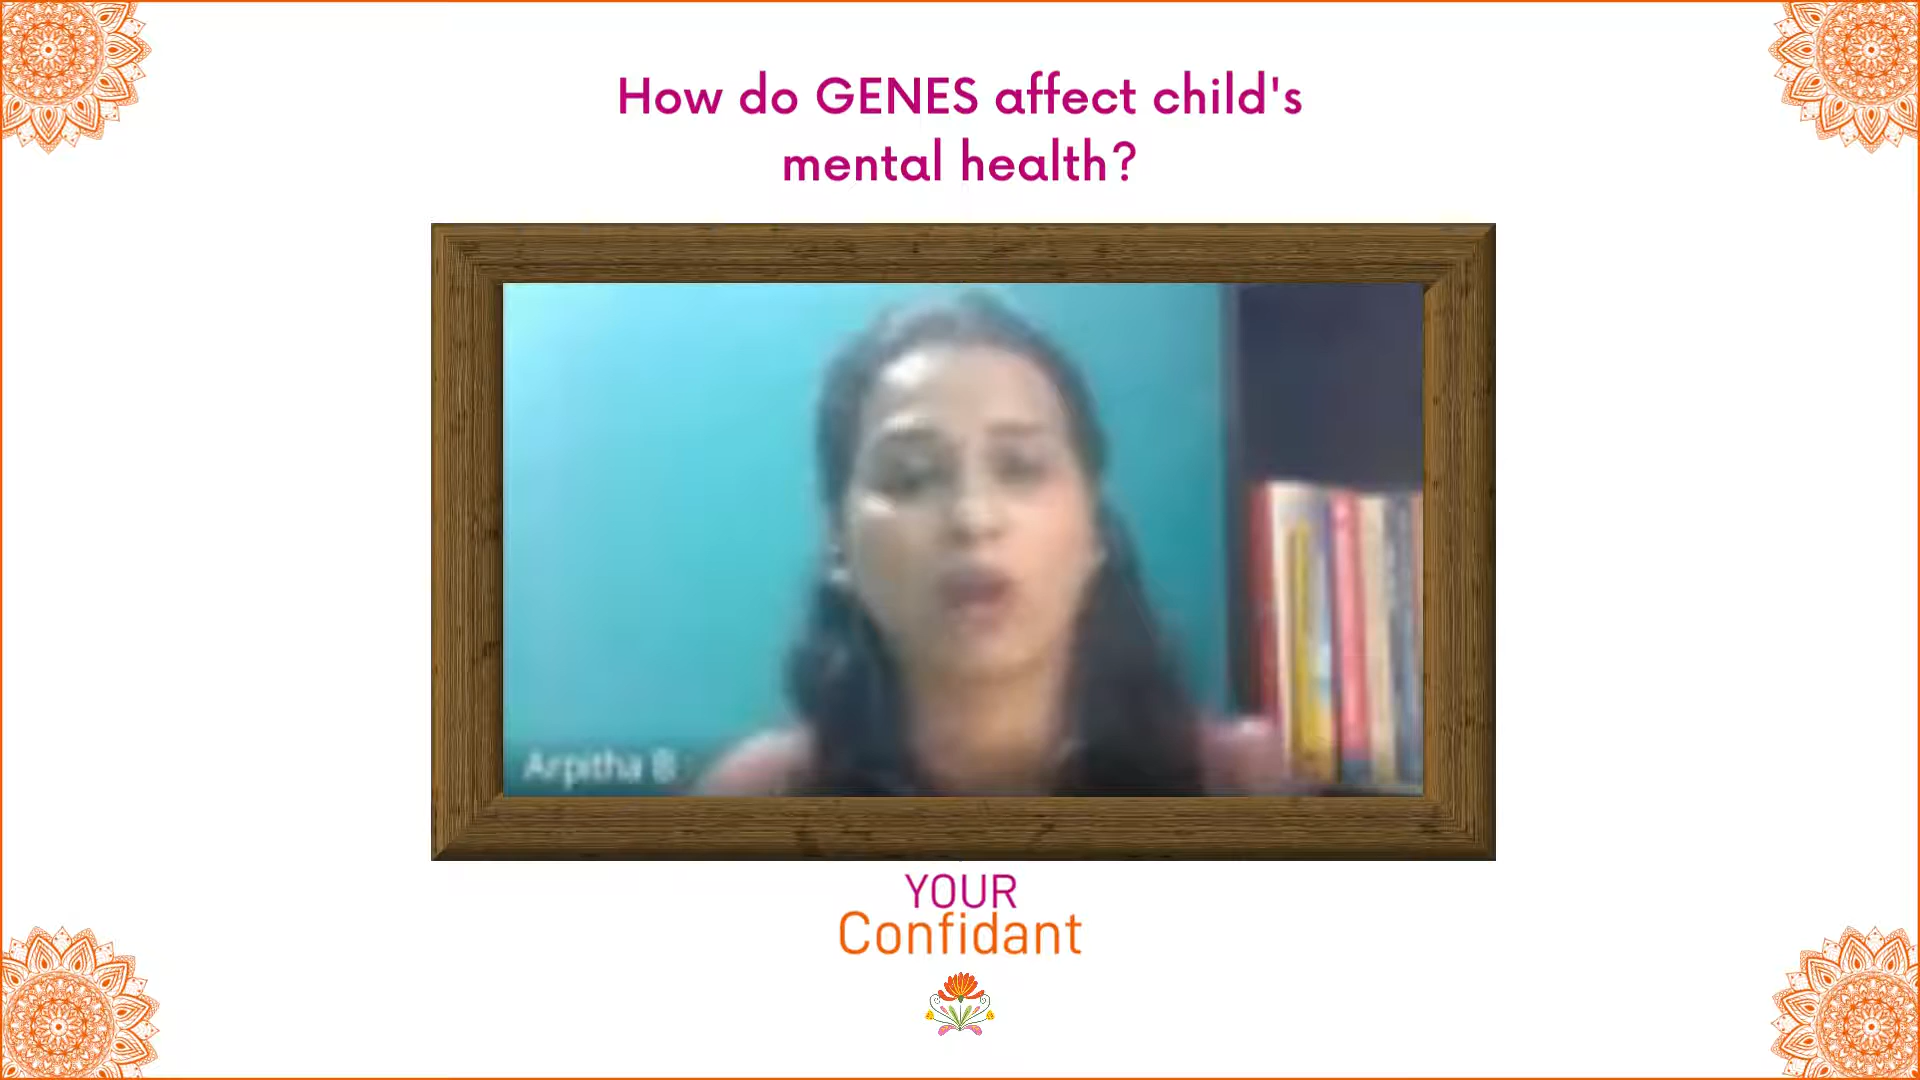 How do GENES affect child's
mental health?
Arpitha B
YOUR
Confidant